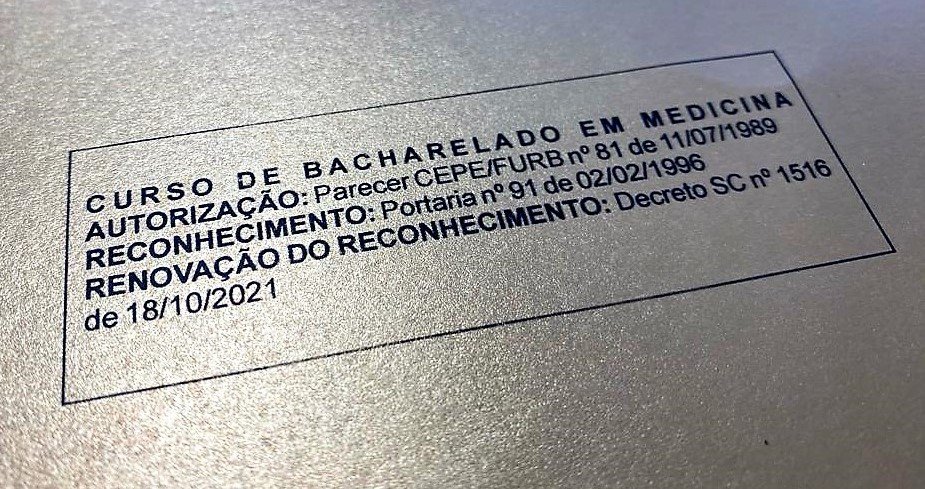 CURSO DE BACHARELADO EM MEDICINA
AUTORIZAÇÃO: Parecer CEPE/FURB nº 81 de 11/07/1989
RECONHECIMENTO: Portaria nº 91 de 02/02/1996
RENOVAÇÃO DO RECONHECIMENTO: Decreto SC nº 1516
de 18/10/2021